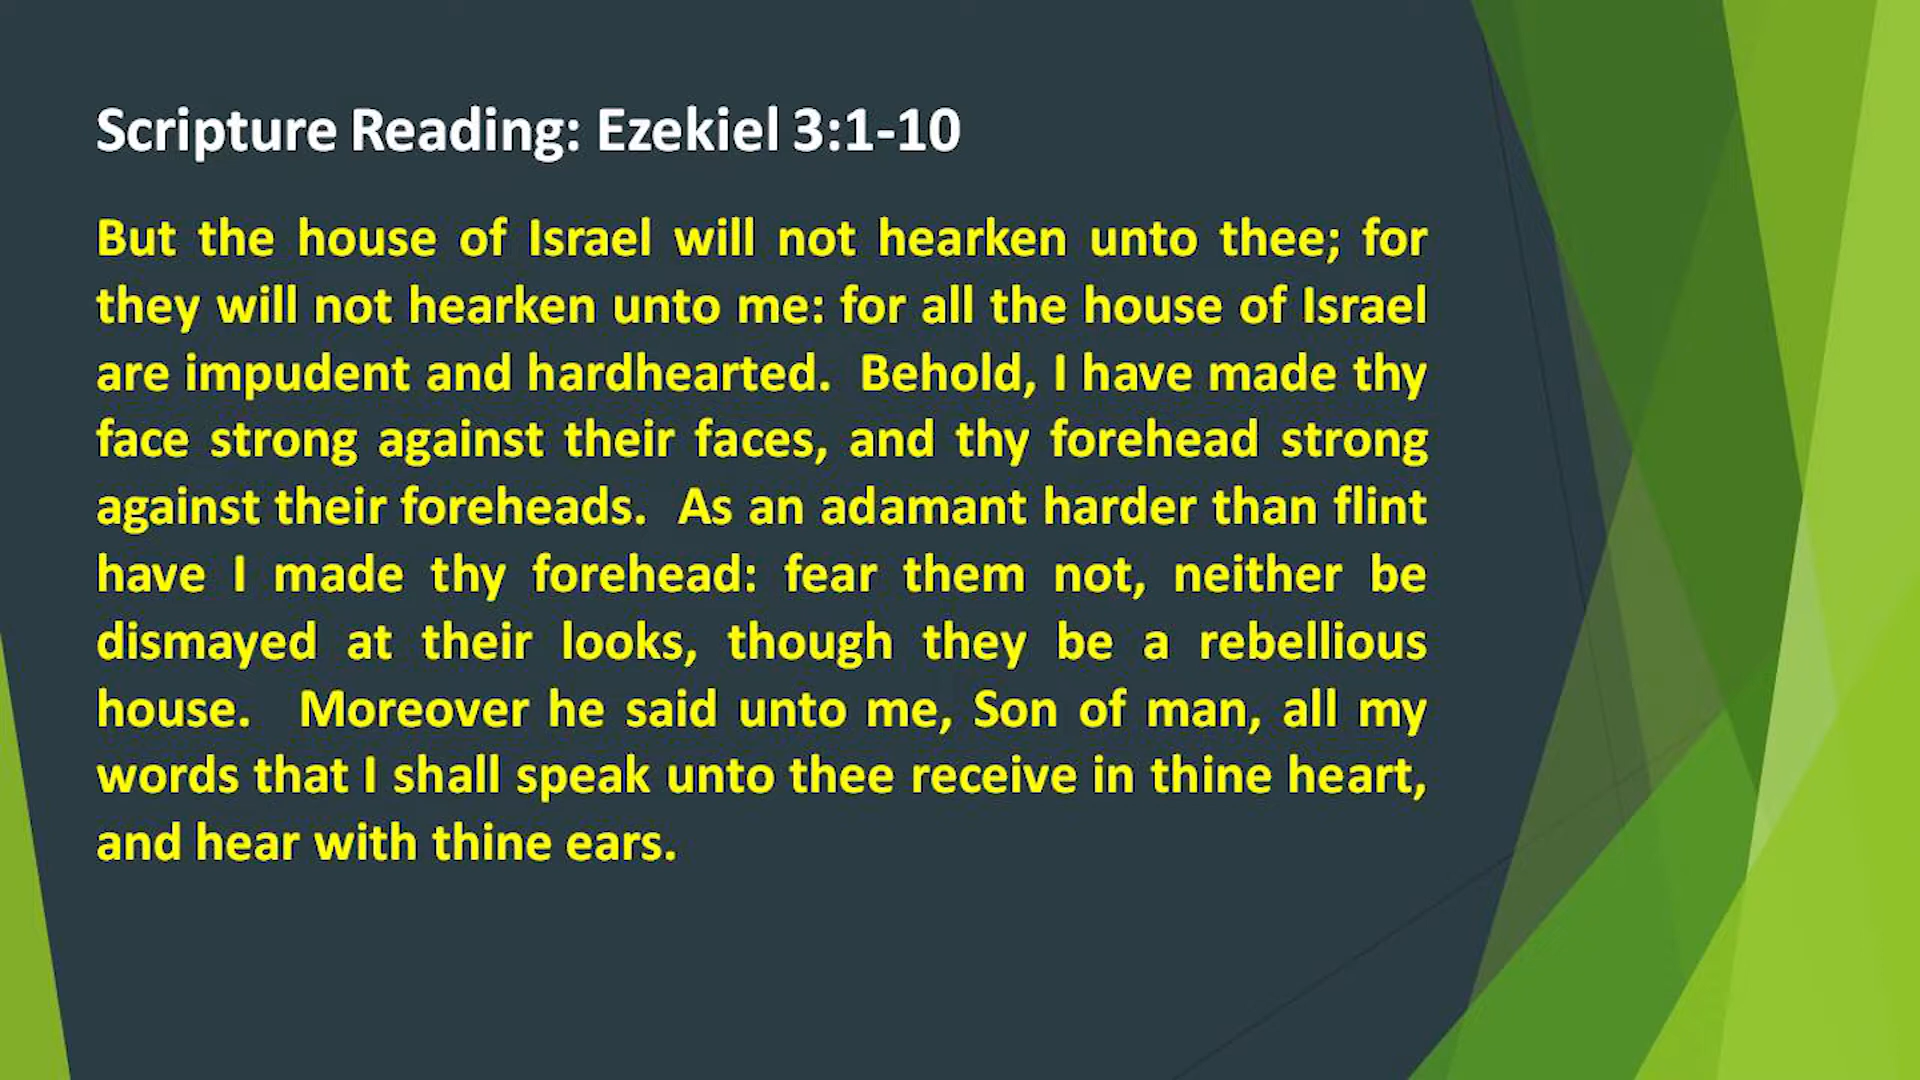 Scripture Reading: Ezekiel 3:1-10
But the house of Israel will not hearken unto thee; for
they will not hearken unto me: for all the house of Israel
are impudent and hardhearted. Behold, I have made thy
face strong against their faces, and thy forehead strong
against their foreheads. As an adamant harder than flint
have I made thy forehead: fear them not, neither be
dismayed at their looks, though they be a rebellious
house. Moreover he said unto me, Son of man, all my
words that I shall speak unto thee receive in thine heart,
and hear with thine ears.